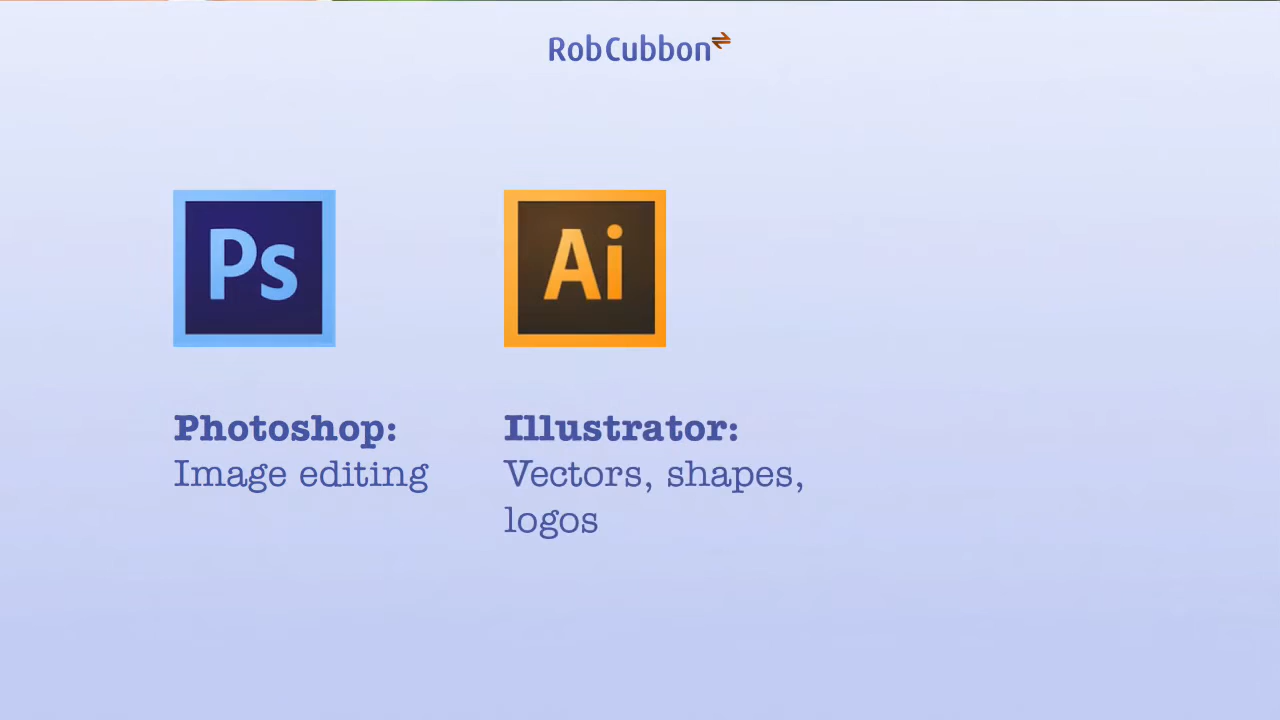 RobCubbon
Ps
Ai
Photoshop:
Image editing
Illustrator:
Vectors, shapes,
logos